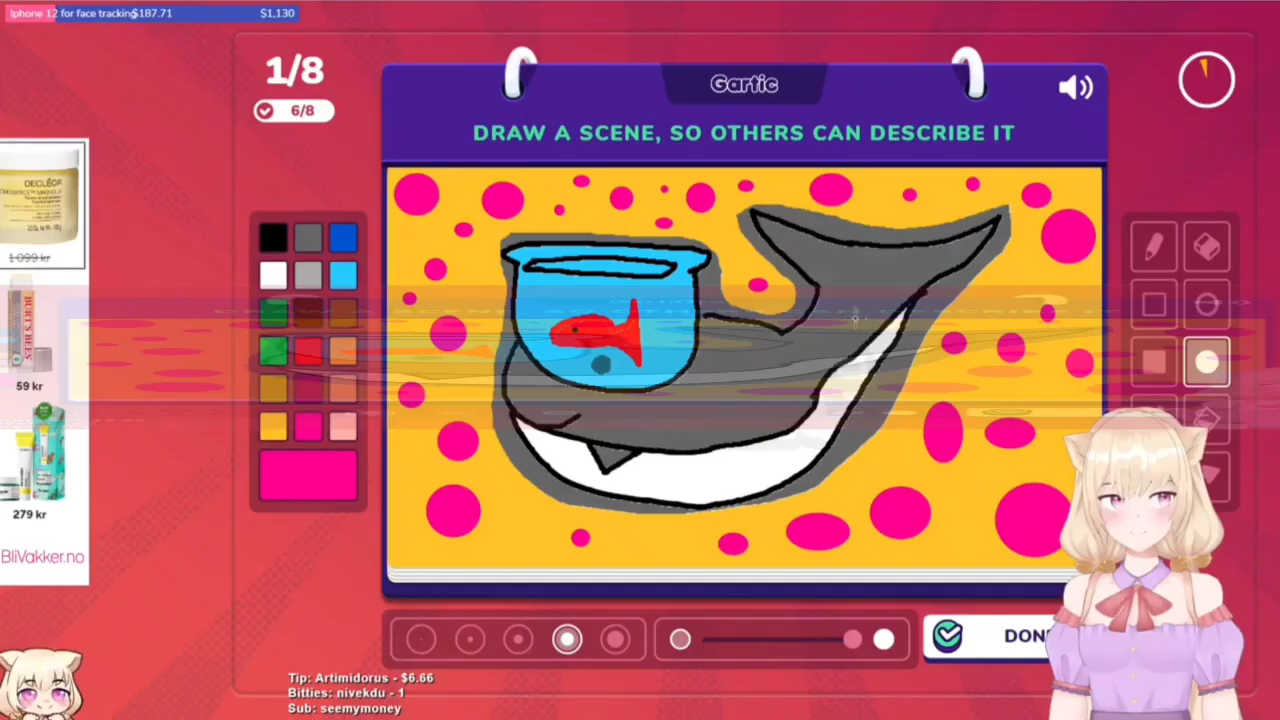 Iphone 12 for face tracking $187.71 $1,130
1/8
6/8
Gartic
DRAW A SCENE, SO OTHERS CAN DESCRIBE IT
DECLÉOR
1 099 kr
BURT'S BEES
59 kr
279 kr
BliVakker.no
DON
Tip: Artimidorus - $6.66
Bitties: nivekdu - 1
Sub: seemymoney